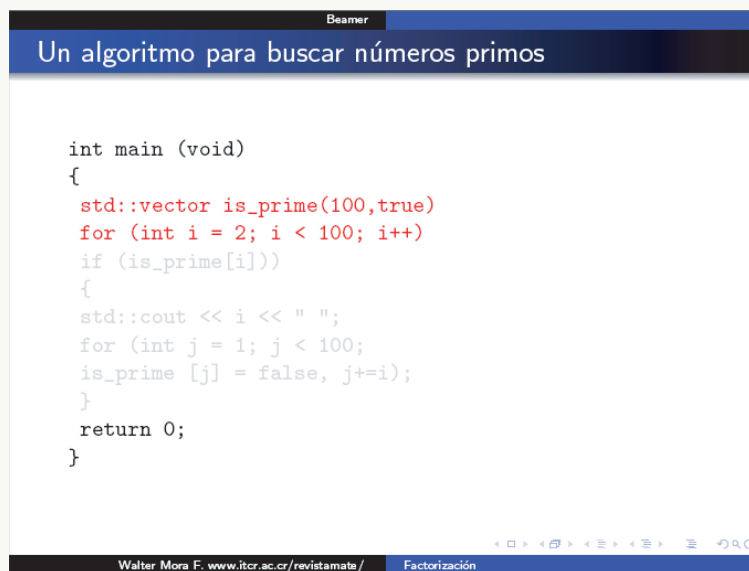 Beamer
Un algoritmo para buscar números primos
int main (void)
{
std::vector is_prime(100,true)
for (int i = 2; i < 100; i++)
if (is_prime[i]))
{
std::cout << i << " ";
for (int j = 1; j < 100;
is_prime [j] = false, j+=i);
}
return 0;
}
Walter Mora F. www.itcr.ac.cr/revistamate/ Factorización